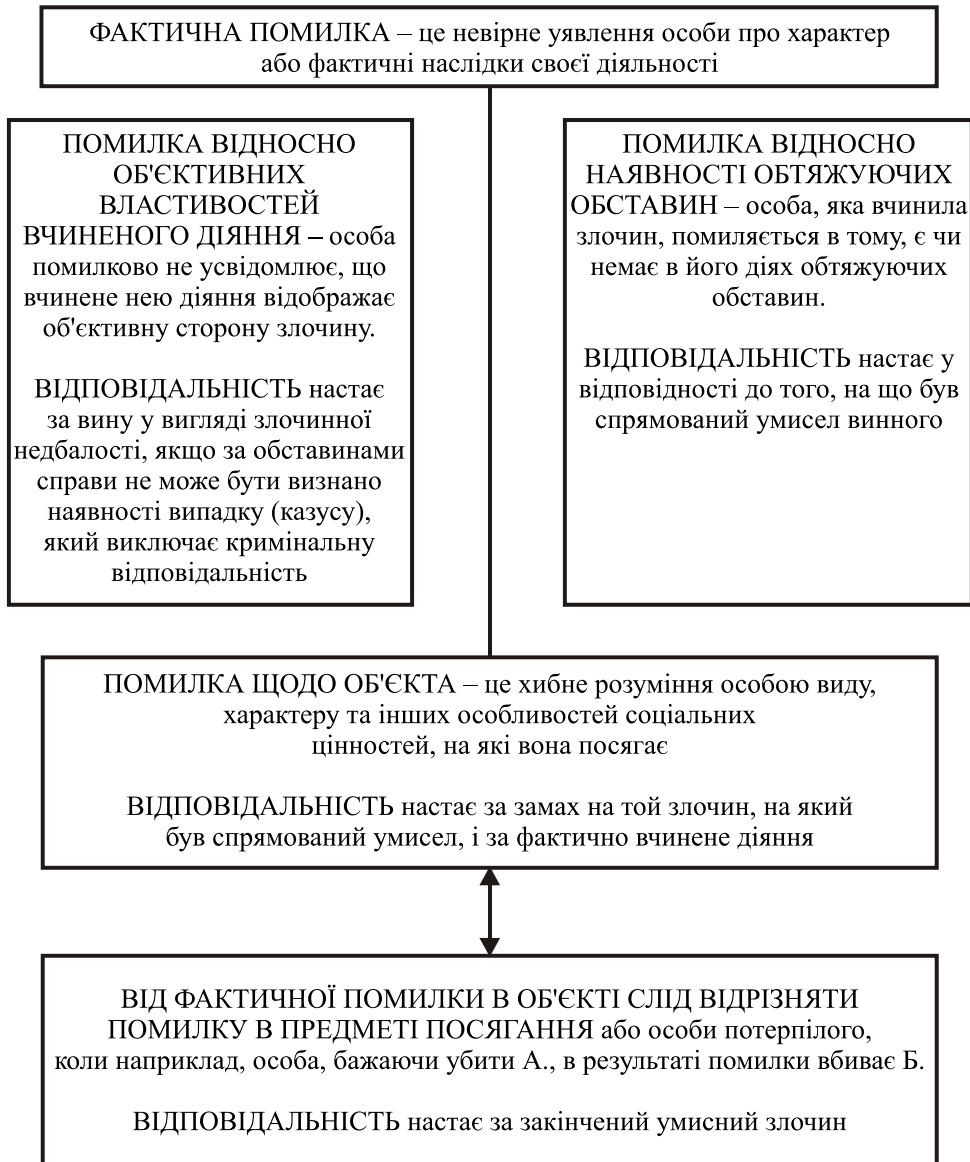 ФАКТИЧНА ПОМИЛКА – це невірне уявлення особи про характер
або фактичні наслідки своєї діяльності
ПОМИЛКА ВІДНОСНО
ОБ'ЄКТИВНИХ
ВЛАСТИВОСТЕЙ
ВЧИНЕНОГО ДІЯННЯ – особа
помилково не усвідомлює, що
вчинене нею діяння відображає
об'єктивну сторону злочину.
ВІДПОВІДАЛЬНІСТЬ настає
за вину у вигляді злочинної
недбалості, якщо за обставинами
справи не може бути визнано
наявності випадку (казусу),
який виключає кримінальну
відповідальність
ПОМИЛКА ВІДНОСНО
НАЯВНОСТІ ОБТЯЖУЮЧИХ
ОБСТАВИН – особа, яка вчинила
злочин, помиляється в тому, є чи
немає в його діях обтяжуючих
обставин.
ВІДПОВІДАЛЬНІСТЬ настає у
відповідності до того, на що був
спрямований умисел винного
ПОМИЛКА ЩОДО ОБ'ЄКТА – це хибне розуміння особою виду,
характеру та інших особливостей соціальних
цінностей, на які вона посягає
ВІДПОВІДАЛЬНІСТЬ настає за замах на той злочин, на який
був спрямований умисел, і за фактично вчинене діяння
ВІД ФАКТИЧНОЇ ПОМИЛКИ В ОБ'ЄКТІ СЛІД ВІДРІЗНЯТИ
ПОМИЛКУ В ПРЕДМЕТІ ПОСЯГАННЯ або особи потерпілого,
коли наприклад, особа, бажаючи убити А., в результаті помилки вбиває Б.
ВІДПОВІДАЛЬНІСТЬ настає за закінчений умисний злочин